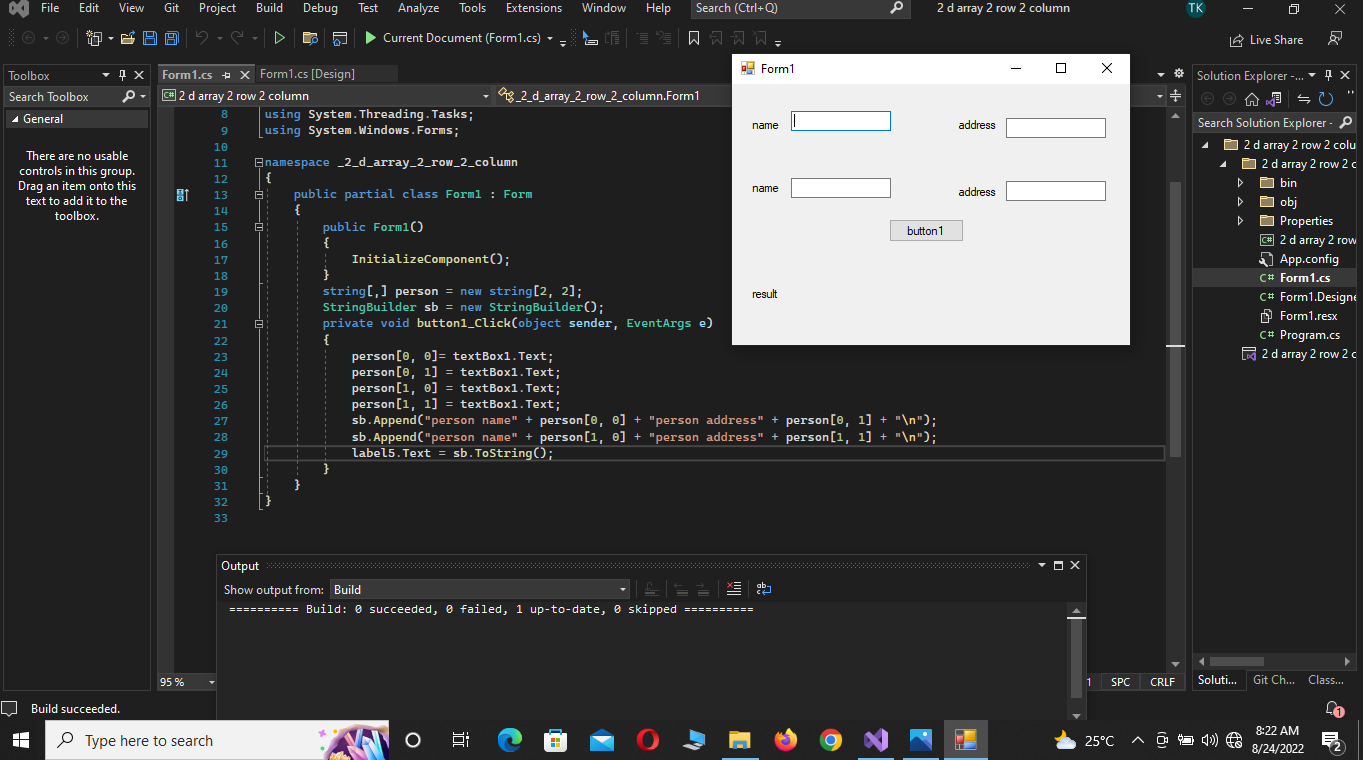 File Edit View Git Project Build Debug Test Analyze Tools Extensions Window Help Search (Ctrl+Q) 2 d array 2 row 2 column TK
Current Document (Form1.cs) Live Share
Toolbox
Search Toolbox
General
There are no usable
controls in this group.
Drag an item onto this
text to add it to the
toolbox.
Form1.cs Form1.cs [Design]
2 d array 2 row 2 column _2_d_array_2_row_2_column.Form1
8 using System.Threading.Tasks;
9 using System.Windows.Forms;
10
11 namespace _2_d_array_2_row_2_column
12 {
13 public partial class Form1 : Form
14 {
15 public Form1()
16 {
17 InitializeComponent();
18 }
19 string[,] person = new string[2, 2];
20 StringBuilder sb = new StringBuilder();
21 private void button1_Click(object sender, EventArgs e)
22 {
23 person[0, 0]= textBox1.Text;
24 person[0, 1] = textBox1.Text;
25 person[1, 0] = textBox1.Text;
26 person[1, 1] = textBox1.Text;
27 sb.Append("person name" + person[0, 0] + "person address" + person[0, 1] + "\n");
28 sb.Append("person name" + person[1, 0] + "person address" + person[1, 1] + "\n");
29 label5.Text = sb.ToString();
30 }
31 }
32 }
33
95 % 1 SPC CRLF
Form1
name address
name address
button1
result
Output
Show output from: Build
========== Build: 0 succeeded, 0 failed, 1 up-to-date, 0 skipped ==========
Solution Explorer -...
Search Solution Explorer -
2 d array 2 row 2 colu
2 d array 2 row 2 c
bin
obj
Properties
2 d array 2 row
App.config
Form1.cs
Form1.Designe
Form1.resx
Program.cs
2 d array 2 row 2 c
Soluti... Git Ch... Class...
Build succeeded. 1
Type here to search 25°C 8:22 AM
8/24/2022 2